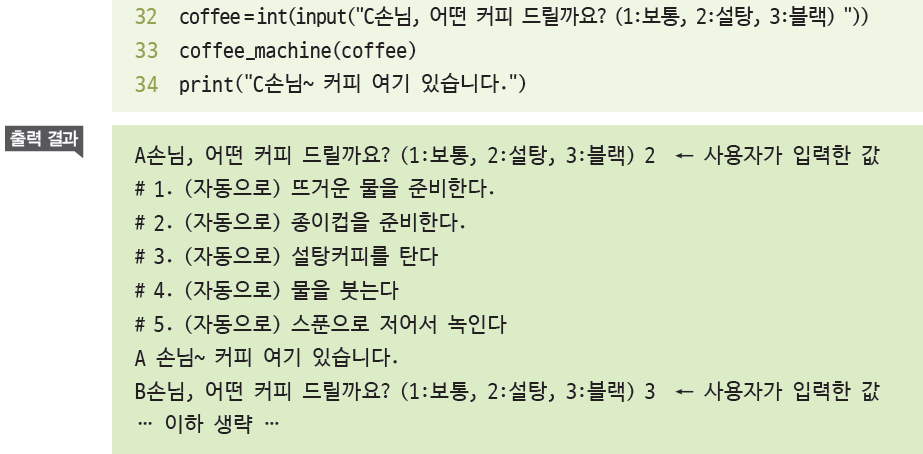 32 coffee=int(input("C손님, 어떤 커피 드릴까요? (1:보통, 2:설탕, 3:블랙) "))
33 coffee_machine(coffee)
34 print("C손님~ 커피 여기 있습니다.")
출력 결과
A손님, 어떤 커피 드릴까요? (1:보통, 2:설탕, 3:블랙) 2 ← 사용자가 입력한 값
# 1. (자동으로) 뜨거운 물을 준비한다.
# 2. (자동으로) 종이컵을 준비한다.
# 3. (자동으로) 설탕커피를 탄다
# 4. (자동으로) 물을 붓는다
# 5. (자동으로) 스푼으로 저어서 녹인다
A 손님~ 커피 여기 있습니다.
B손님, 어떤 커피 드릴까요? (1:보통, 2:설탕, 3:블랙) 3 ← 사용자가 입력한 값
… 이하 생략 …